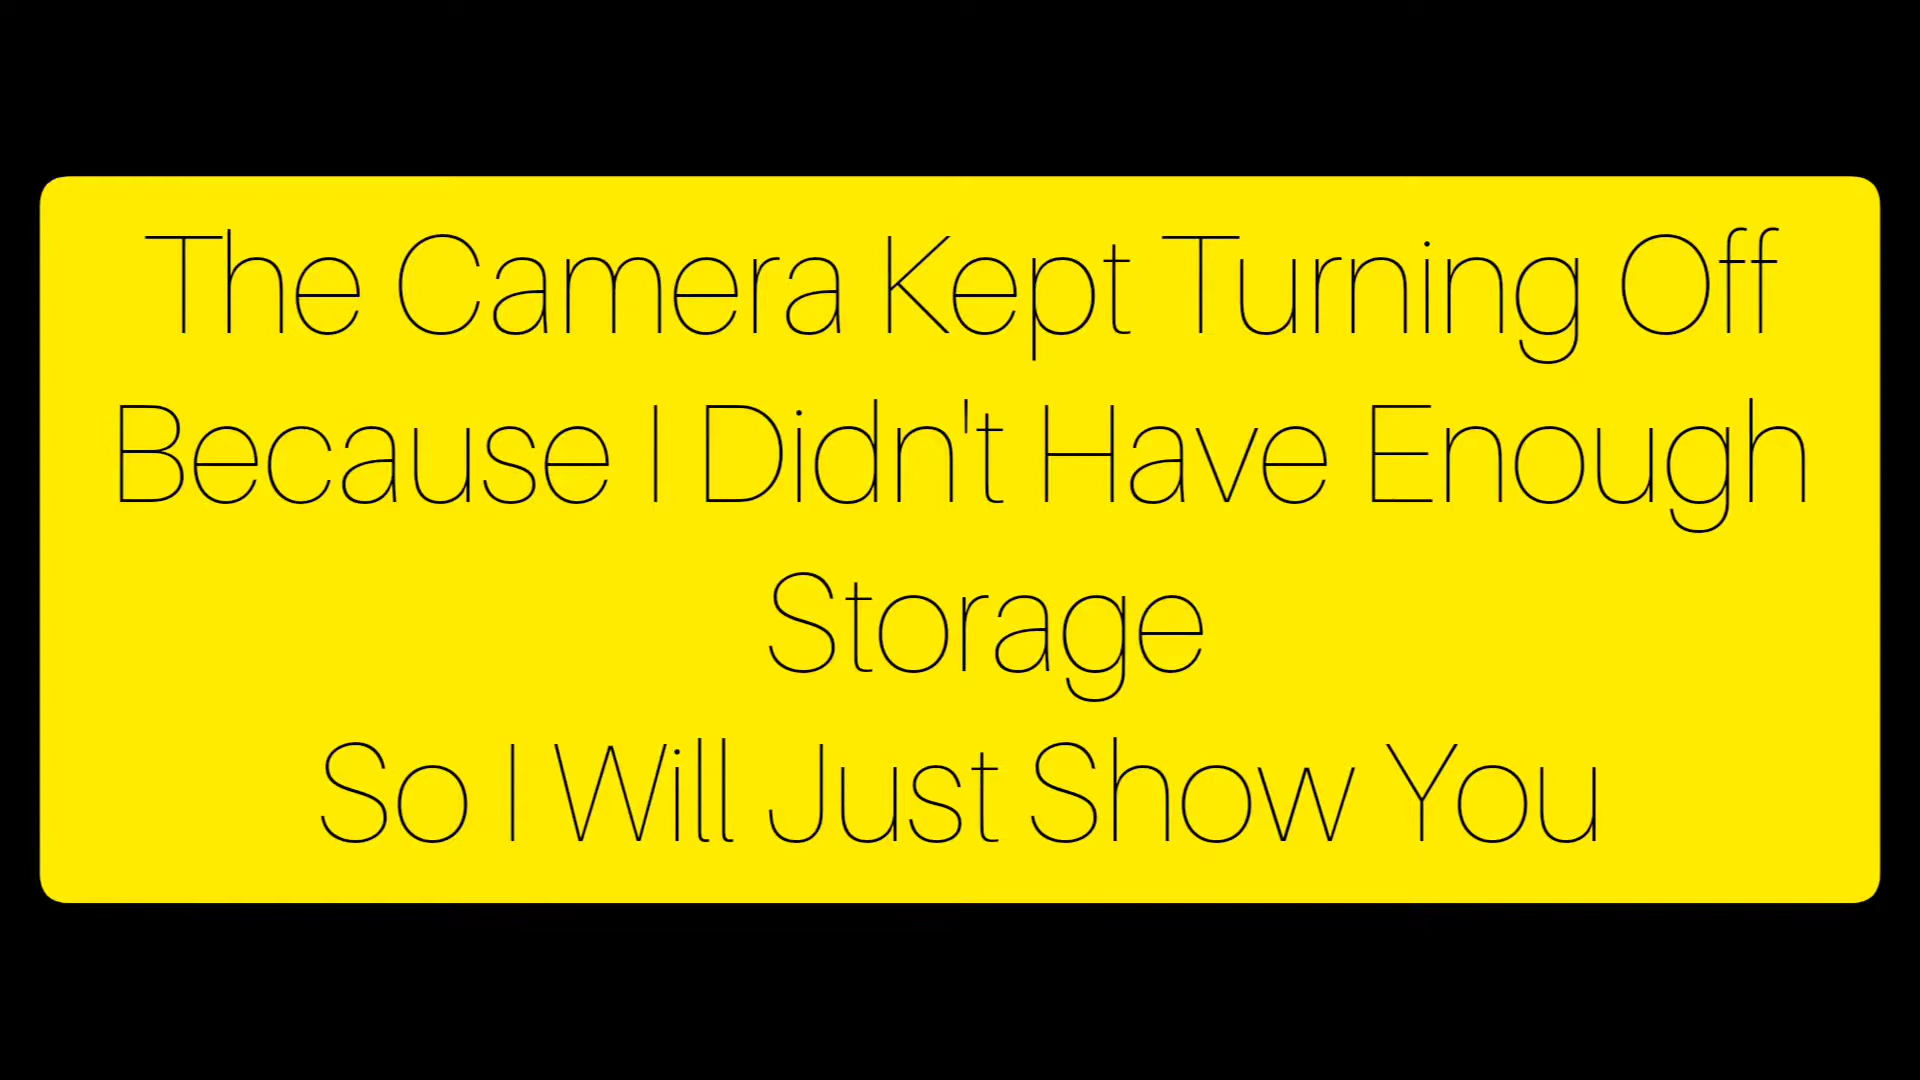 The Camera Kept Turning Off
Because I Didn't Have Enough
Storage
So I Will Just Show You